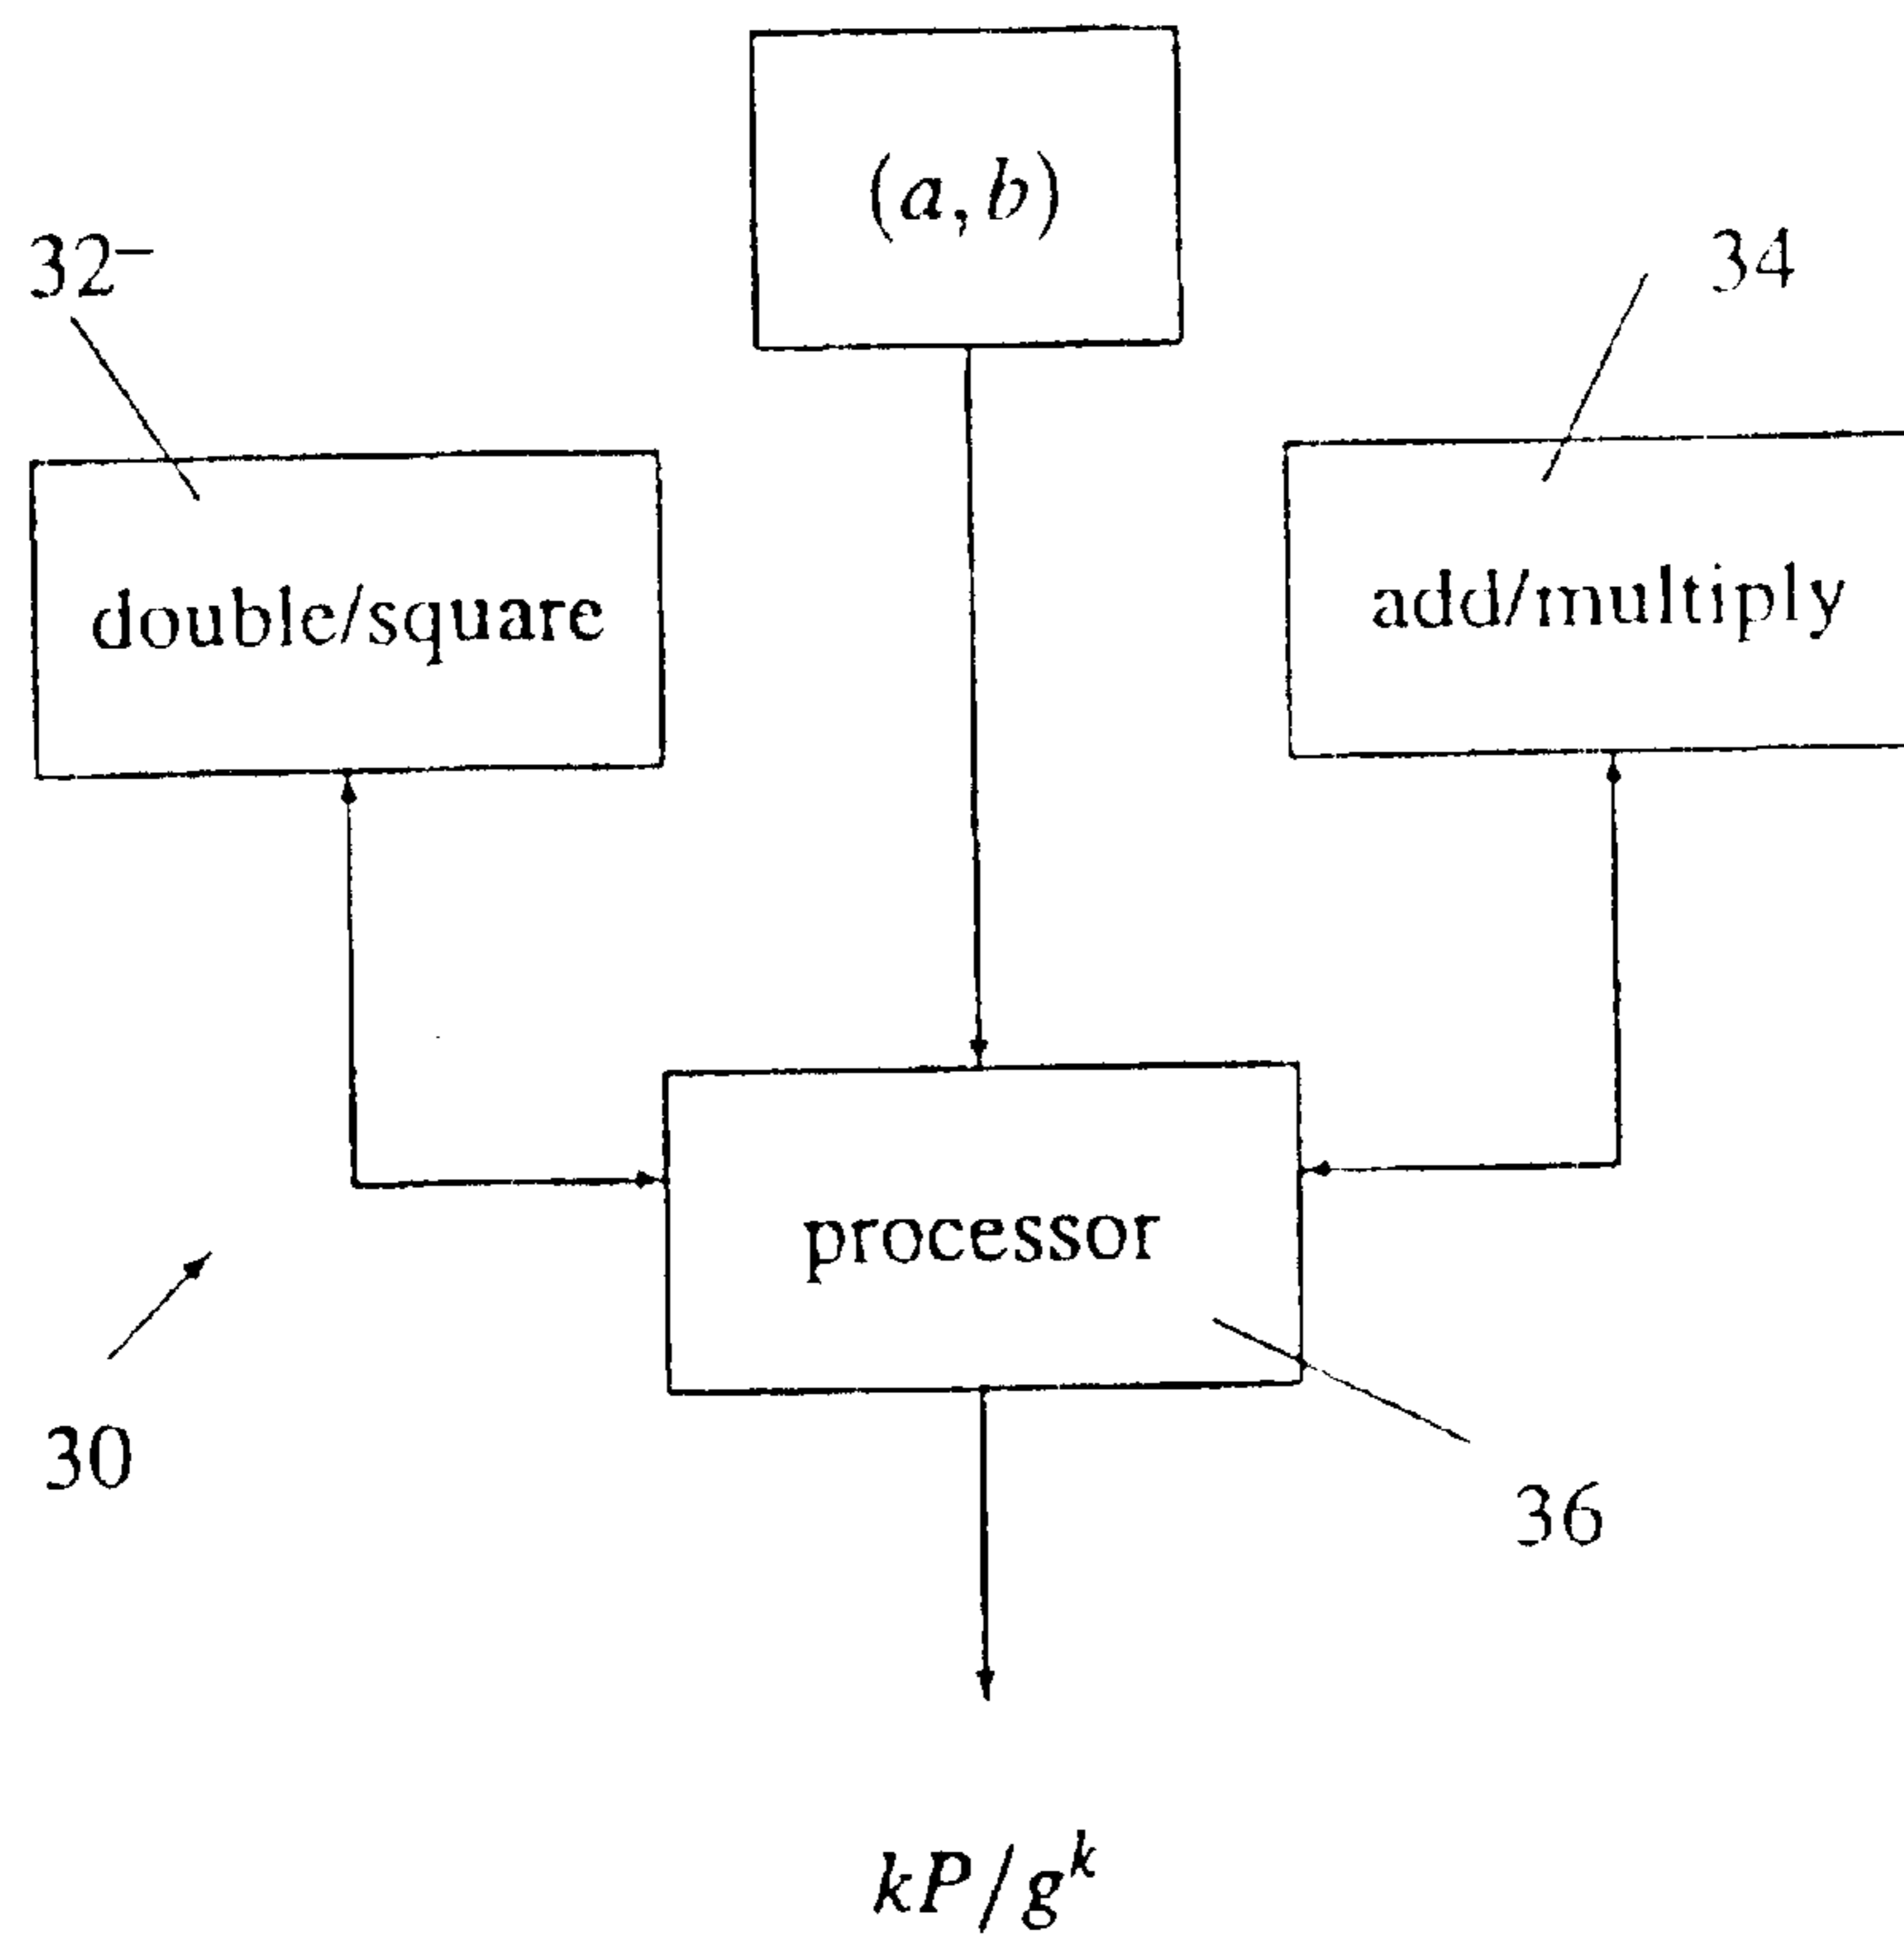 (a,b)
32
34
double/square
add/multiply
processor
30
36
kP/g^k